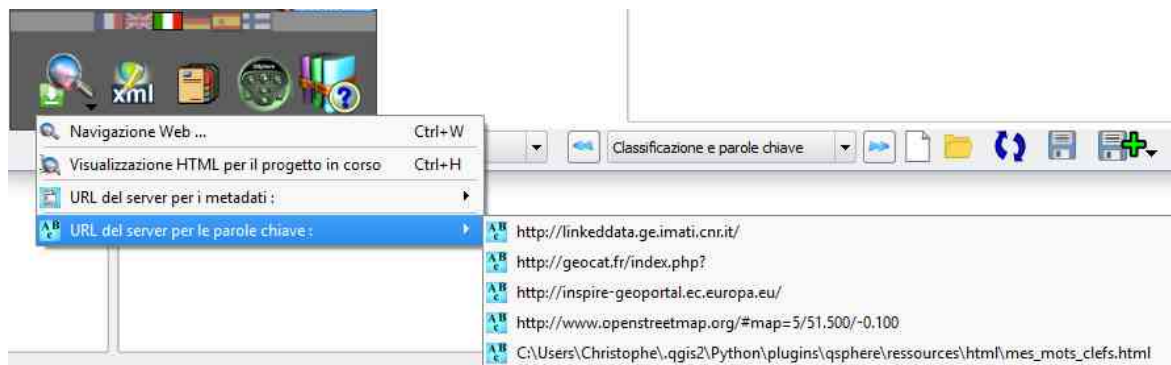 xml
Navigazione Web ... Ctrl+W
Classificazione e parole chiave
Visualizzazione HTML per il progetto in corso Ctrl+H
URL del server per i metadati :
URL del server per le parole chiave :
http://linkeddata.ge.imati.cnr.it/
http://geocat.fr/index.php?
http://inspire-geoportal.ec.europa.eu/
http://www.openstreetmap.org/#map=5/51.500/-0.100
C:\Users\Christophe\.qgis2\Python\plugins\qsphere\ressources\html\mes_mots_clefs.html